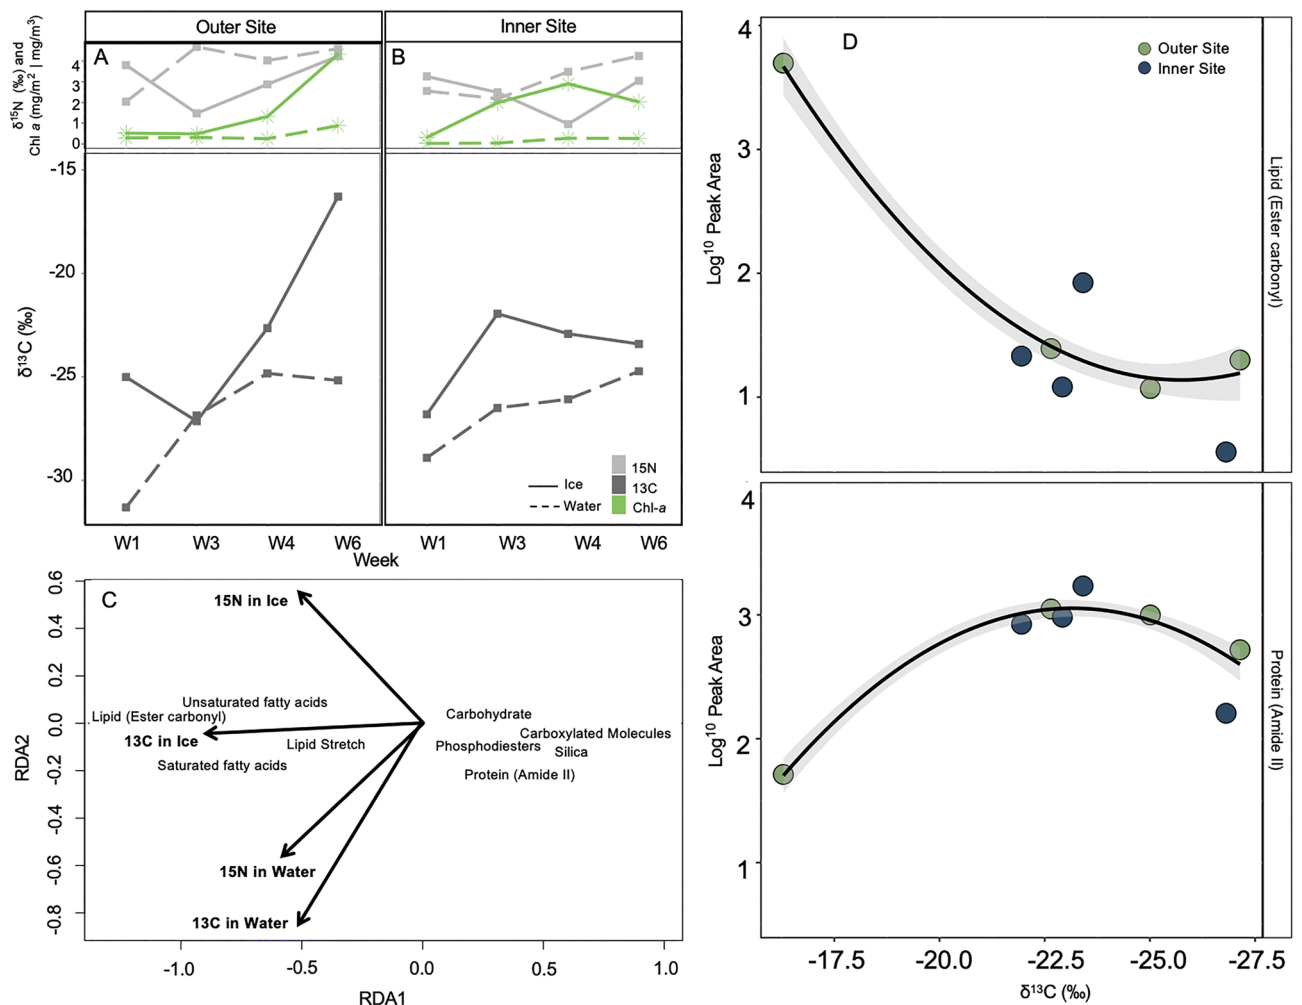 Outer Site
Inner Site
δ15N (‰) and
Chl a (mg/m2 | mg/m3)
A
B
4
3
2
1
0
-15
-20
-25
-30
δ13C (‰)
15N
13C
Chl-a
Ice
Water
W1 W3 W4 W6 W1 W3 W4 W6
Week
C
0.6
0.4
0.2
0.0
-0.2
-0.4
-0.6
-0.8
RDA2
15N in Ice
Unsaturated fatty acids
Lipid (Ester carbonyl)
13C in Ice
Lipid Stretch
Saturated fatty acids
Carbohydrate
Carboxylated Molecules
Phosphodiesters
Silica
Protein (Amide II)
15N in Water
13C in Water
-1.0 -0.5 0.0 0.5 1.0
RDA1
D
Outer Site
Inner Site
4
3
2
1
Log10 Peak Area
Lipid (Ester carbonyl)
4
3
2
1
Log10 Peak Area
Protein (Amide II)
-17.5 -20.0 -22.5 -25.0 -27.5
δ13C (‰)